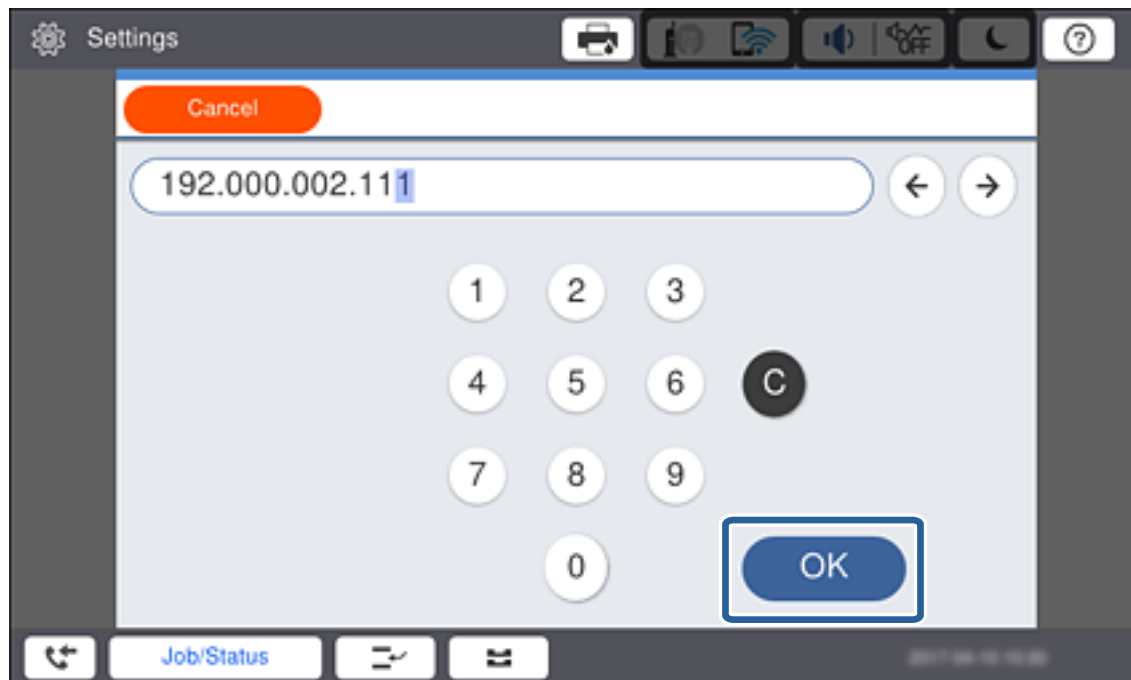 Settings
OFF
?
Cancel
192.000.002.111
1 2 3
4 5 6 C
7 8 9
0 OK
Job/Status